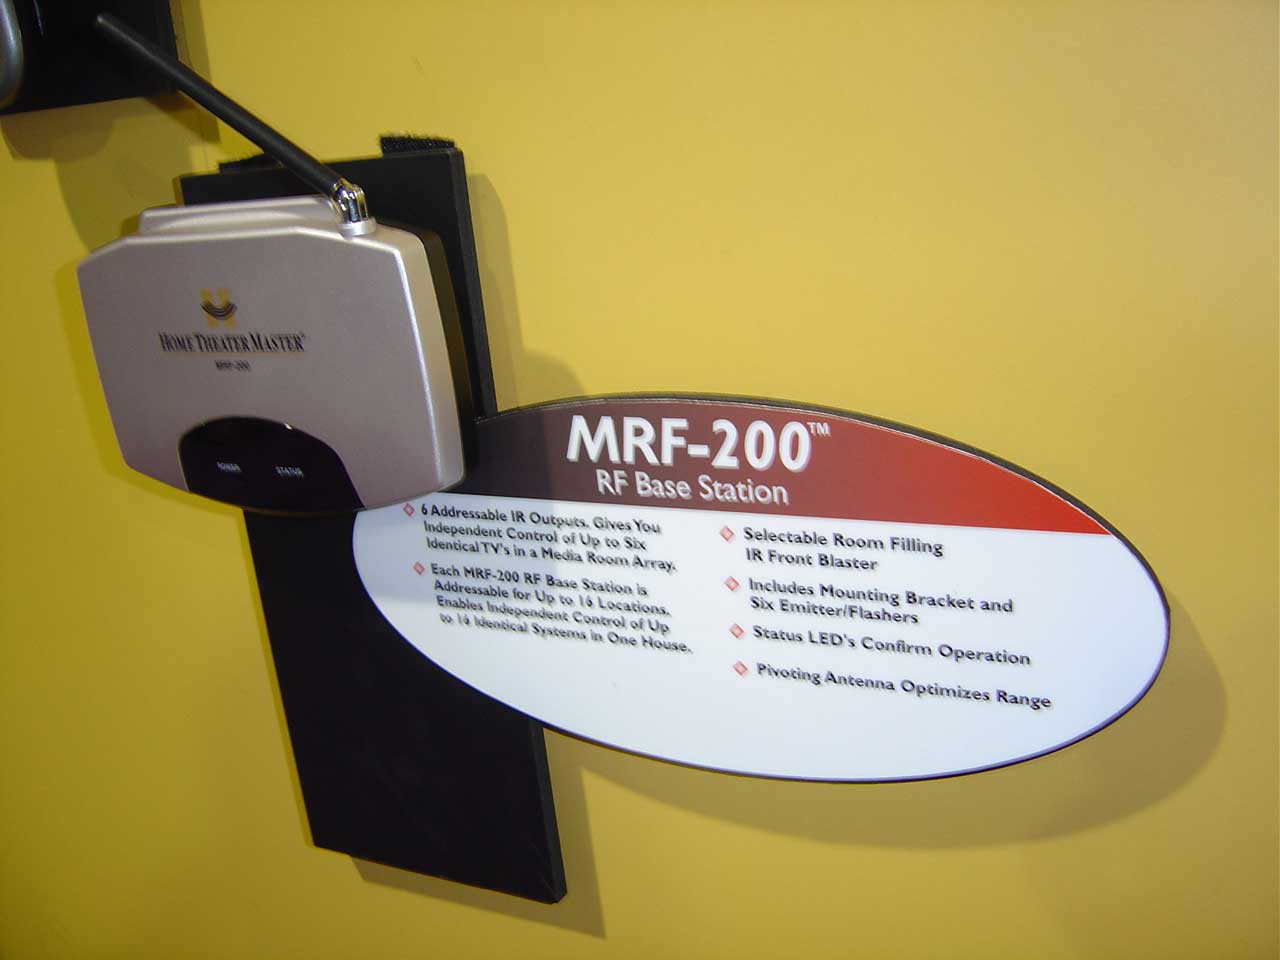 HOME THEATER MASTER®
MRF-200
POWER STATUS
MRF-200™
RF Base Station
6 Addressable IR Outputs. Gives You
Independent Control of Up to Six
Identical TV's in a Media Room Array.
Each MRF-200 RF Base Station is
Addressable for Up to 16 Locations.
Enables Independent Control of Up
to 16 Identical Systems in One House.
Selectable Room Filling
IR Front Blaster
Includes Mounting Bracket and
Six Emitter/Flashers
Status LED's Confirm Operation
Pivoting Antenna Optimizes Range